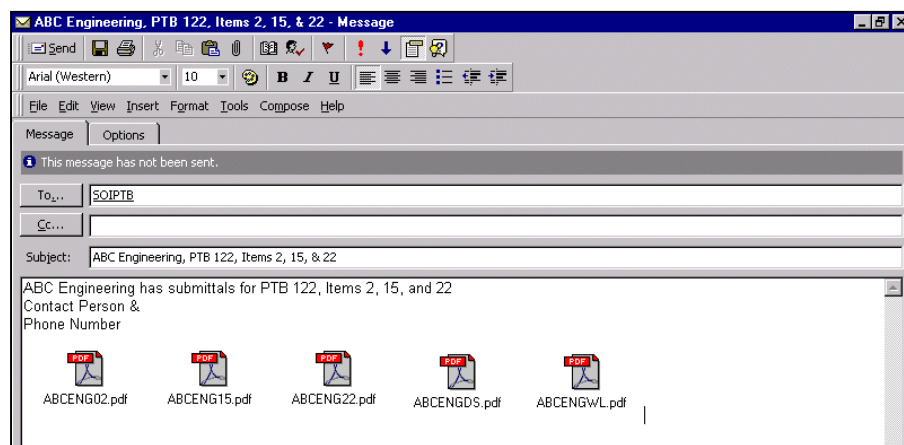 ABC Engineering, PTB 122, Items 2, 15, & 22 - Message
Send
Arial (Western) 10 B I U
File Edit View Insert Format Tools Compose Help
Message Options
This message has not been sent.
To... SOIPTB
Cc...
Subject: ABC Engineering, PTB 122, Items 2, 15, & 22
ABC Engineering has submittals for PTB 122, Items 2, 15, and 22
Contact Person &
Phone Number
PDF PDF PDF PDF PDF
ABCENG02.pdf ABCENG15.pdf ABCENG22.pdf ABCENGDS.pdf ABCENGWL.pdf